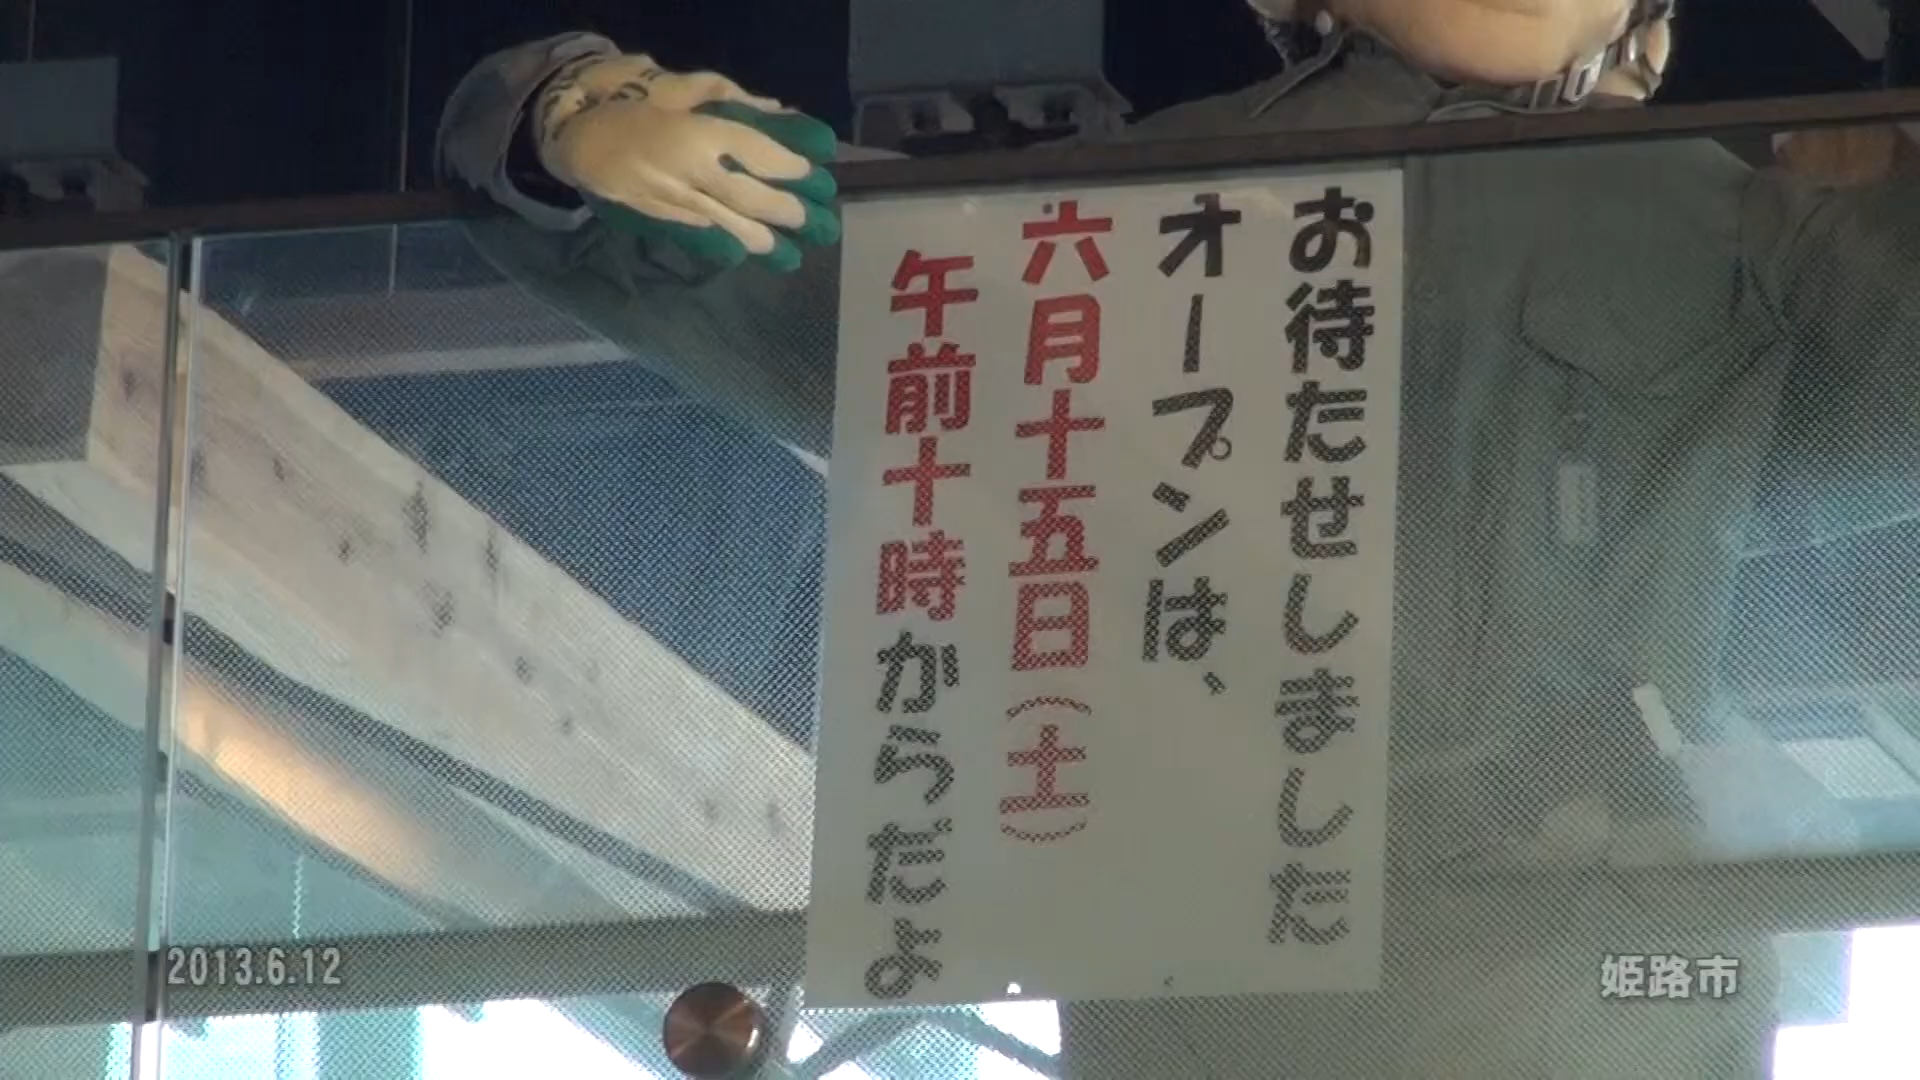 お待たせしました
オープンは、
六月十五日(土)
午前十時からだよ
2013.6.12
姫路市